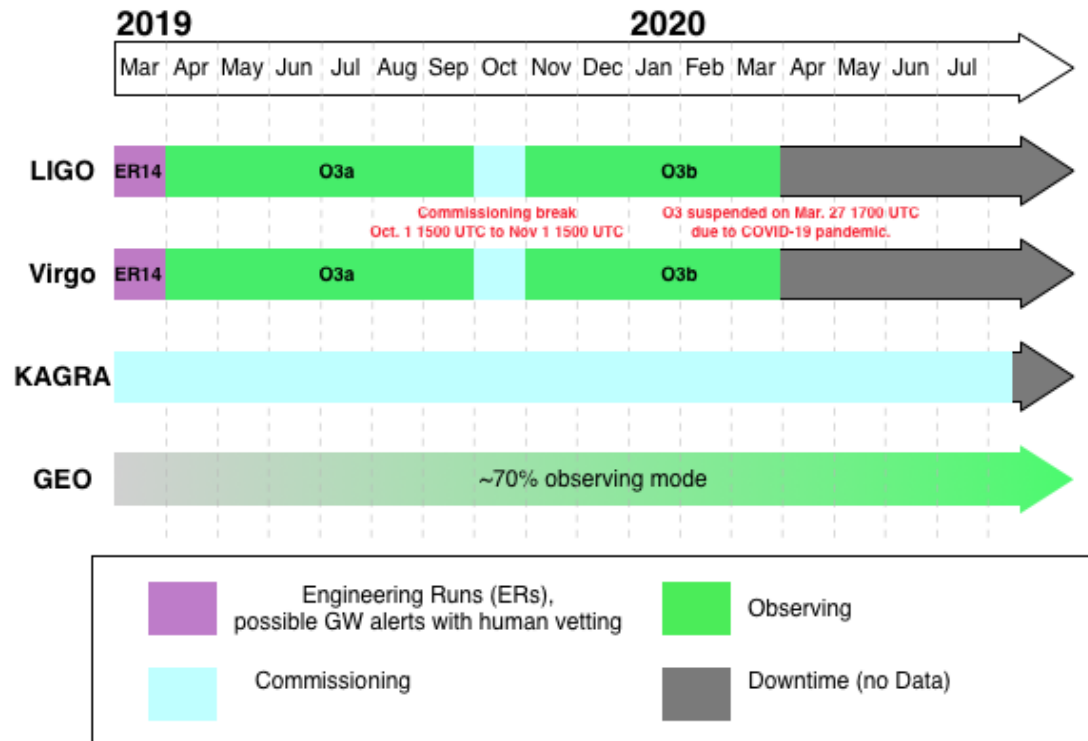 2019 2020
Mar Apr May Jun Jul Aug Sep Oct Nov Dec Jan Feb Mar Apr May Jun Jul
LIGO ER14 O3a O3b
Commissioning break
Oct. 1 1500 UTC to Nov 1 1500 UTC
O3 suspended on Mar. 27 1700 UTC
due to COVID-19 pandemic.
Virgo ER14 O3a O3b
KAGRA
GEO ~70% observing mode
Engineering Runs (ERs),
possible GW alerts with human vetting
Observing
Commissioning
Downtime (no Data)